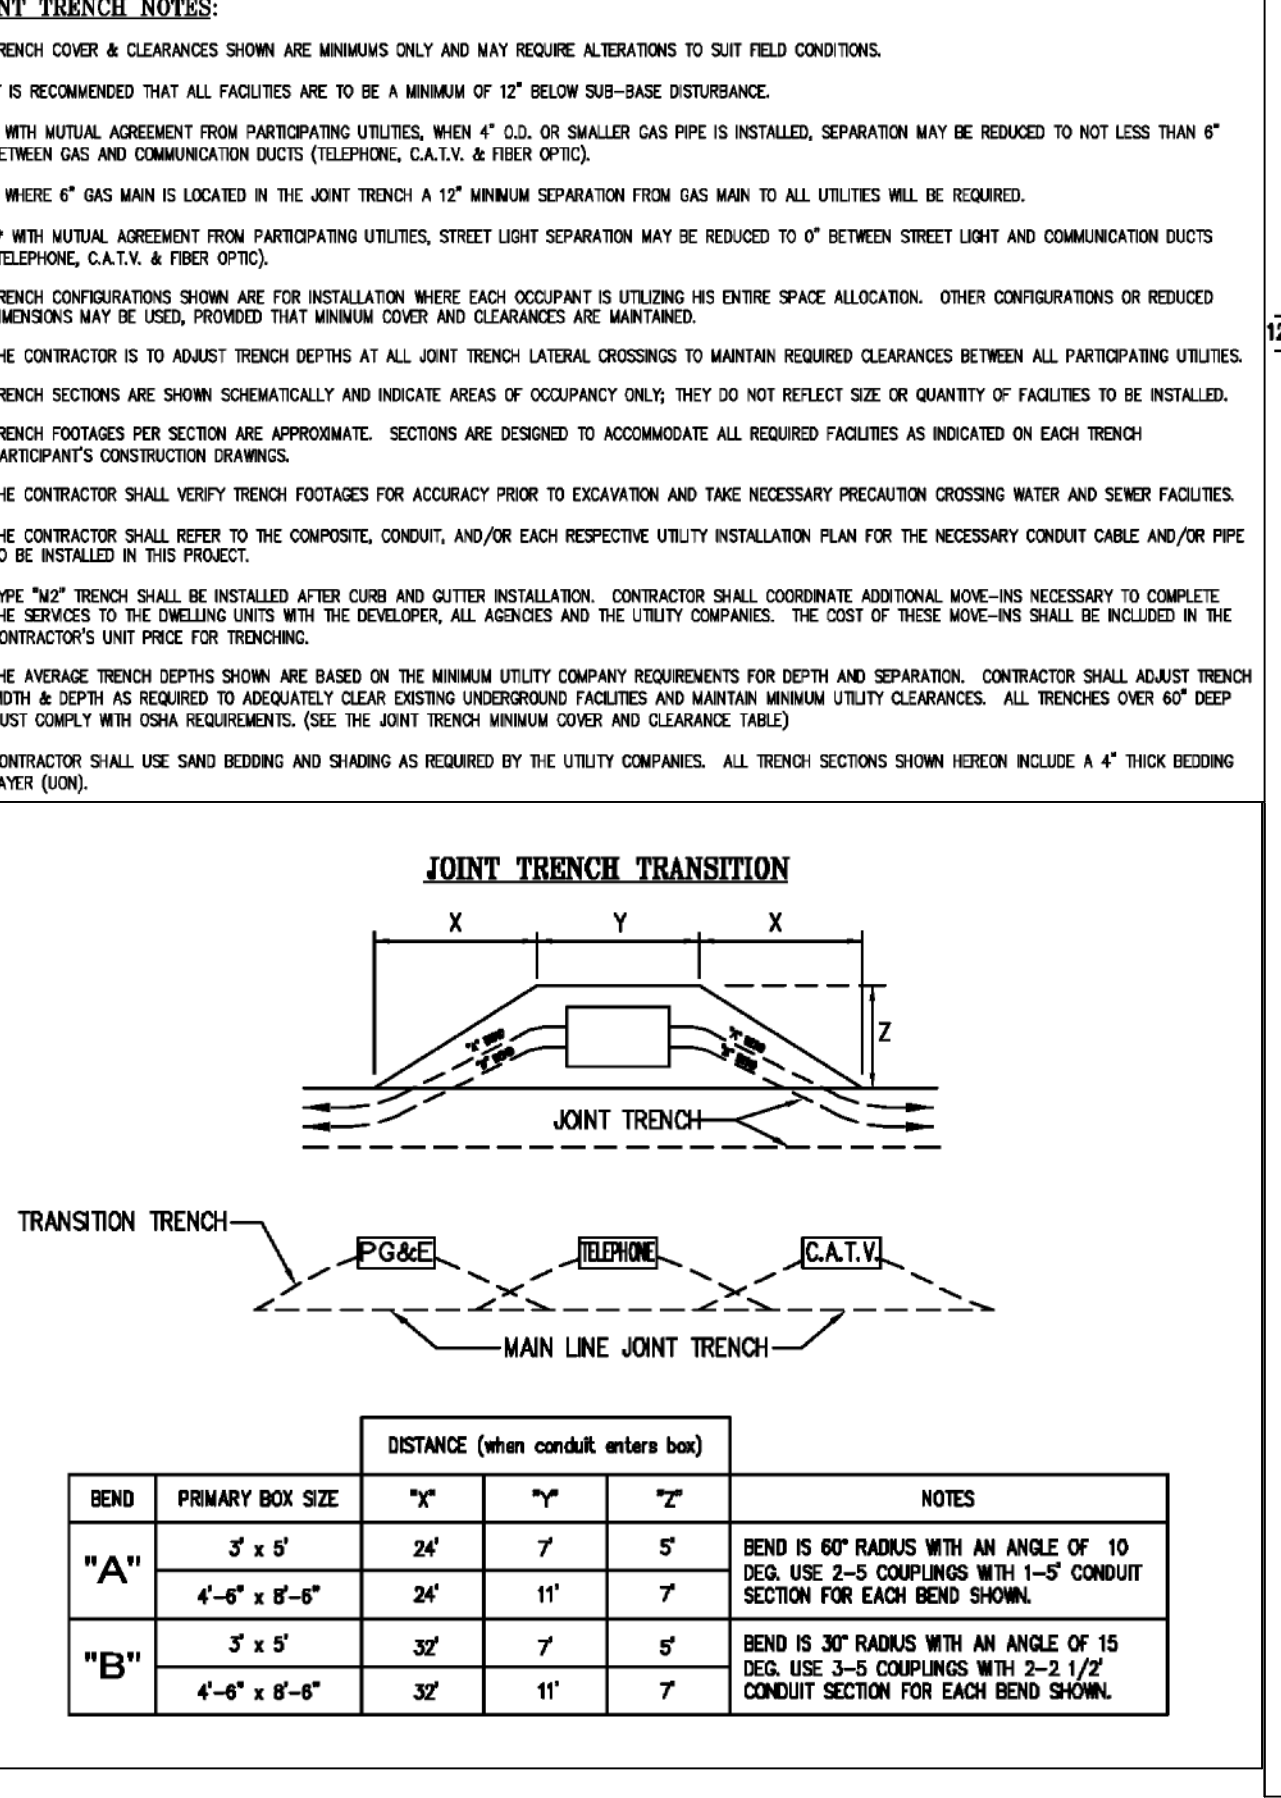 NT TRENCH NOTES:
RENCH COVER & CLEARANCES SHOWN ARE MINIMUMS ONLY AND MAY REQUIRE ALTERATIONS TO SUIT FIELD CONDITIONS.
IS RECOMMENDED THAT ALL FACILITIES ARE TO BE A MINIMUM OF 12" BELOW SUB-BASE DISTURBANCE.
WITH MUTUAL AGREEMENT FROM PARTICIPATING UTILITIES, WHEN 4" O.D. OR SMALLER GAS PIPE IS INSTALLED, SEPARATION MAY BE REDUCED TO NOT LESS THAN 6"
ETWEEN GAS AND COMMUNICATION DUCTS (TELEPHONE, C.A.T.V. & FIBER OPTIC).
WHERE 6" GAS MAIN IS LOCATED IN THE JOINT TRENCH A 12" MINIMUM SEPARATION FROM GAS MAIN TO ALL UTILITIES WILL BE REQUIRED.
* WITH MUTUAL AGREEMENT FROM PARTICIPATING UTILITIES, STREET LIGHT SEPARATION MAY BE REDUCED TO 0" BETWEEN STREET LIGHT AND COMMUNICATION DUCTS
TELEPHONE, C.A.T.V. & FIBER OPTIC).
RENCH CONFIGURATIONS SHOWN ARE FOR INSTALLATION WHERE EACH OCCUPANT IS UTILIZING HIS ENTIRE SPACE ALLOCATION. OTHER CONFIGURATIONS OR REDUCED
IMENSIONS MAY BE USED, PROVIDED THAT MINIMUM COVER AND CLEARANCES ARE MAINTAINED.
HE CONTRACTOR IS TO ADJUST TRENCH DEPTHS AT ALL JOINT TRENCH LATERAL CROSSINGS TO MAINTAIN REQUIRED CLEARANCES BETWEEN ALL PARTICIPATING UTILITIES.
RENCH SECTIONS ARE SHOWN SCHEMATICALLY AND INDICATE AREAS OF OCCUPANCY ONLY; THEY DO NOT REFLECT SIZE OR QUANTITY OF FACILITIES TO BE INSTALLED.
RENCH FOOTAGES PER SECTION ARE APPROXIMATE. SECTIONS ARE DESIGNED TO ACCOMMODATE ALL REQUIRED FACILITIES AS INDICATED ON EACH TRENCH
ARTICIPANT'S CONSTRUCTION DRAWINGS.
HE CONTRACTOR SHALL VERIFY TRENCH FOOTAGES FOR ACCURACY PRIOR TO EXCAVATION AND TAKE NECESSARY PRECAUTION CROSSING WATER AND SEWER FACILITIES.
HE CONTRACTOR SHALL REFER TO THE COMPOSITE, CONDUIT, AND/OR EACH RESPECTIVE UTILITY INSTALLATION PLAN FOR THE NECESSARY CONDUIT CABLE AND/OR PIPE
O BE INSTALLED IN THIS PROJECT.
YPE "M2" TRENCH SHALL BE INSTALLED AFTER CURB AND GUTTER INSTALLATION. CONTRACTOR SHALL COORDINATE ADDITIONAL MOVE-INS NECESSARY TO COMPLETE
HE SERVICES TO THE DWELLING UNITS WITH THE DEVELOPER, ALL AGENCIES AND THE UTILITY COMPANIES. THE COST OF THESE MOVE-INS SHALL BE INCLUDED IN THE
ONTRACTOR'S UNIT PRICE FOR TRENCHING.
HE AVERAGE TRENCH DEPTHS SHOWN ARE BASED ON THE MINIMUM UTILITY COMPANY REQUIREMENTS FOR DEPTH AND SEPARATION. CONTRACTOR SHALL ADJUST TRENCH
IDTH & DEPTH AS REQUIRED TO ADEQUATELY CLEAR EXISTING UNDERGROUND FACILITIES AND MAINTAIN MINIMUM UTILITY CLEARANCES. ALL TRENCHES OVER 60" DEEP
UST COMPLY WITH OSHA REQUIREMENTS. (SEE THE JOINT TRENCH MINIMUM COVER AND CLEARANCE TABLE)
ONTRACTOR SHALL USE SAND BEDDING AND SHADING AS REQUIRED BY THE UTILITY COMPANIES. ALL TRENCH SECTIONS SHOWN HEREON INCLUDE A 4" THICK BEDDING
AYER (UON).
12
JOINT TRENCH TRANSITION
X Y X
Z
JOINT TRENCH
TRANSITION TRENCH
PG&E TELEPHONE C.A.T.V.
MAIN LINE JOINT TRENCH
DISTANCE (when conduit enters box)
BEND PRIMARY BOX SIZE "X" "Y" "Z" NOTES
"A" 3' x 5' 24' 7' 5' BEND IS 60" RADIUS WITH AN ANGLE OF 10
DEG. USE 2-5 COUPLINGS WITH 1-5' CONDUIT
4'-6" x 8'-6" 24' 11' 7' SECTION FOR EACH BEND SHOWN.
"B" 3' x 5' 32' 7' 5' BEND IS 30" RADIUS WITH AN ANGLE OF 15
DEG. USE 3-5 COUPLINGS WITH 2-2 1/2'
4'-6" x 8'-6" 32' 11' 7' CONDUIT SECTION FOR EACH BEND SHOWN.